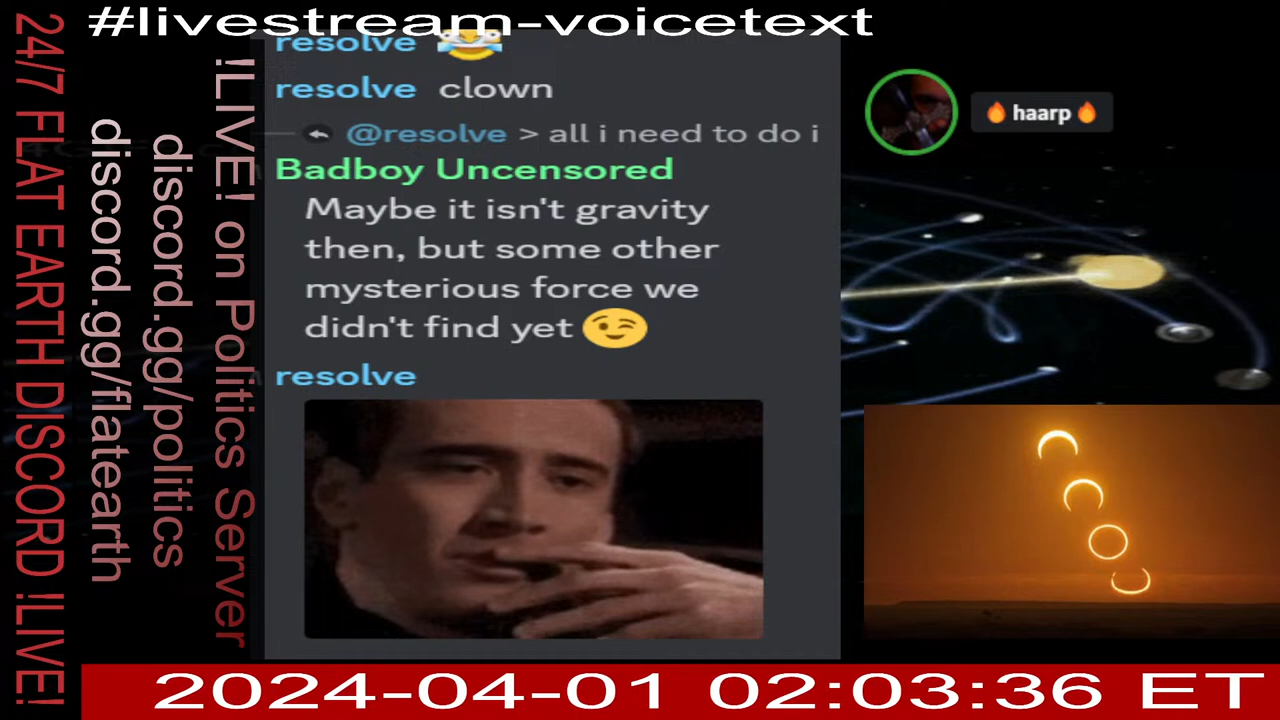 #livestream-voicetext
24/7 FLAT EARTH DISCORD !LIVE!
discord.gg/flatearth
discord.gg/politics
!LIVE! on Politics Server
resolve 😂
resolve clown
@resolve > all i need to do i
Badboy Uncensored
Maybe it isn't gravity
then, but some other
mysterious force we
didn't find yet 😉
resolve
🔥 haarp 🔥
2024-04-01 02:03:36 ET